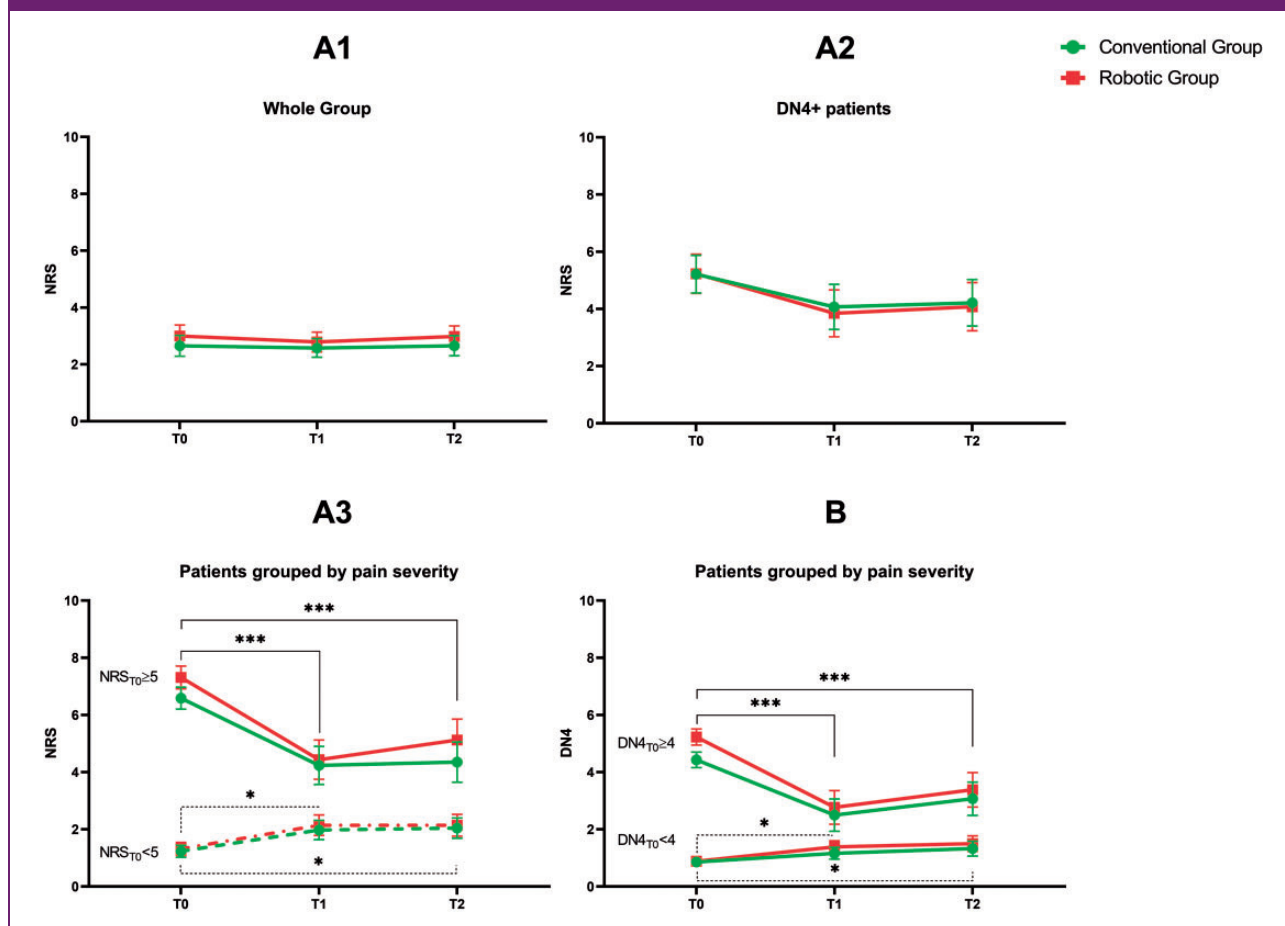 A1
A2
Conventional Group
Robotic Group
Whole Group
10
8
6
4
2
0
NRS
T0
T1
T2
DN4+ patients
10
8
6
4
2
0
NRS
T0
T1
T2
A3
B
Patients grouped by pain severity
10
8
6
4
2
0
NRS
NRST0≥5
NRST0<5
***
***
*
*
T0
T1
T2
Patients grouped by pain severity
10
8
6
4
2
0
DN4
DN4T0≥4
DN4T0<4
***
***
*
*
T0
T1
T2